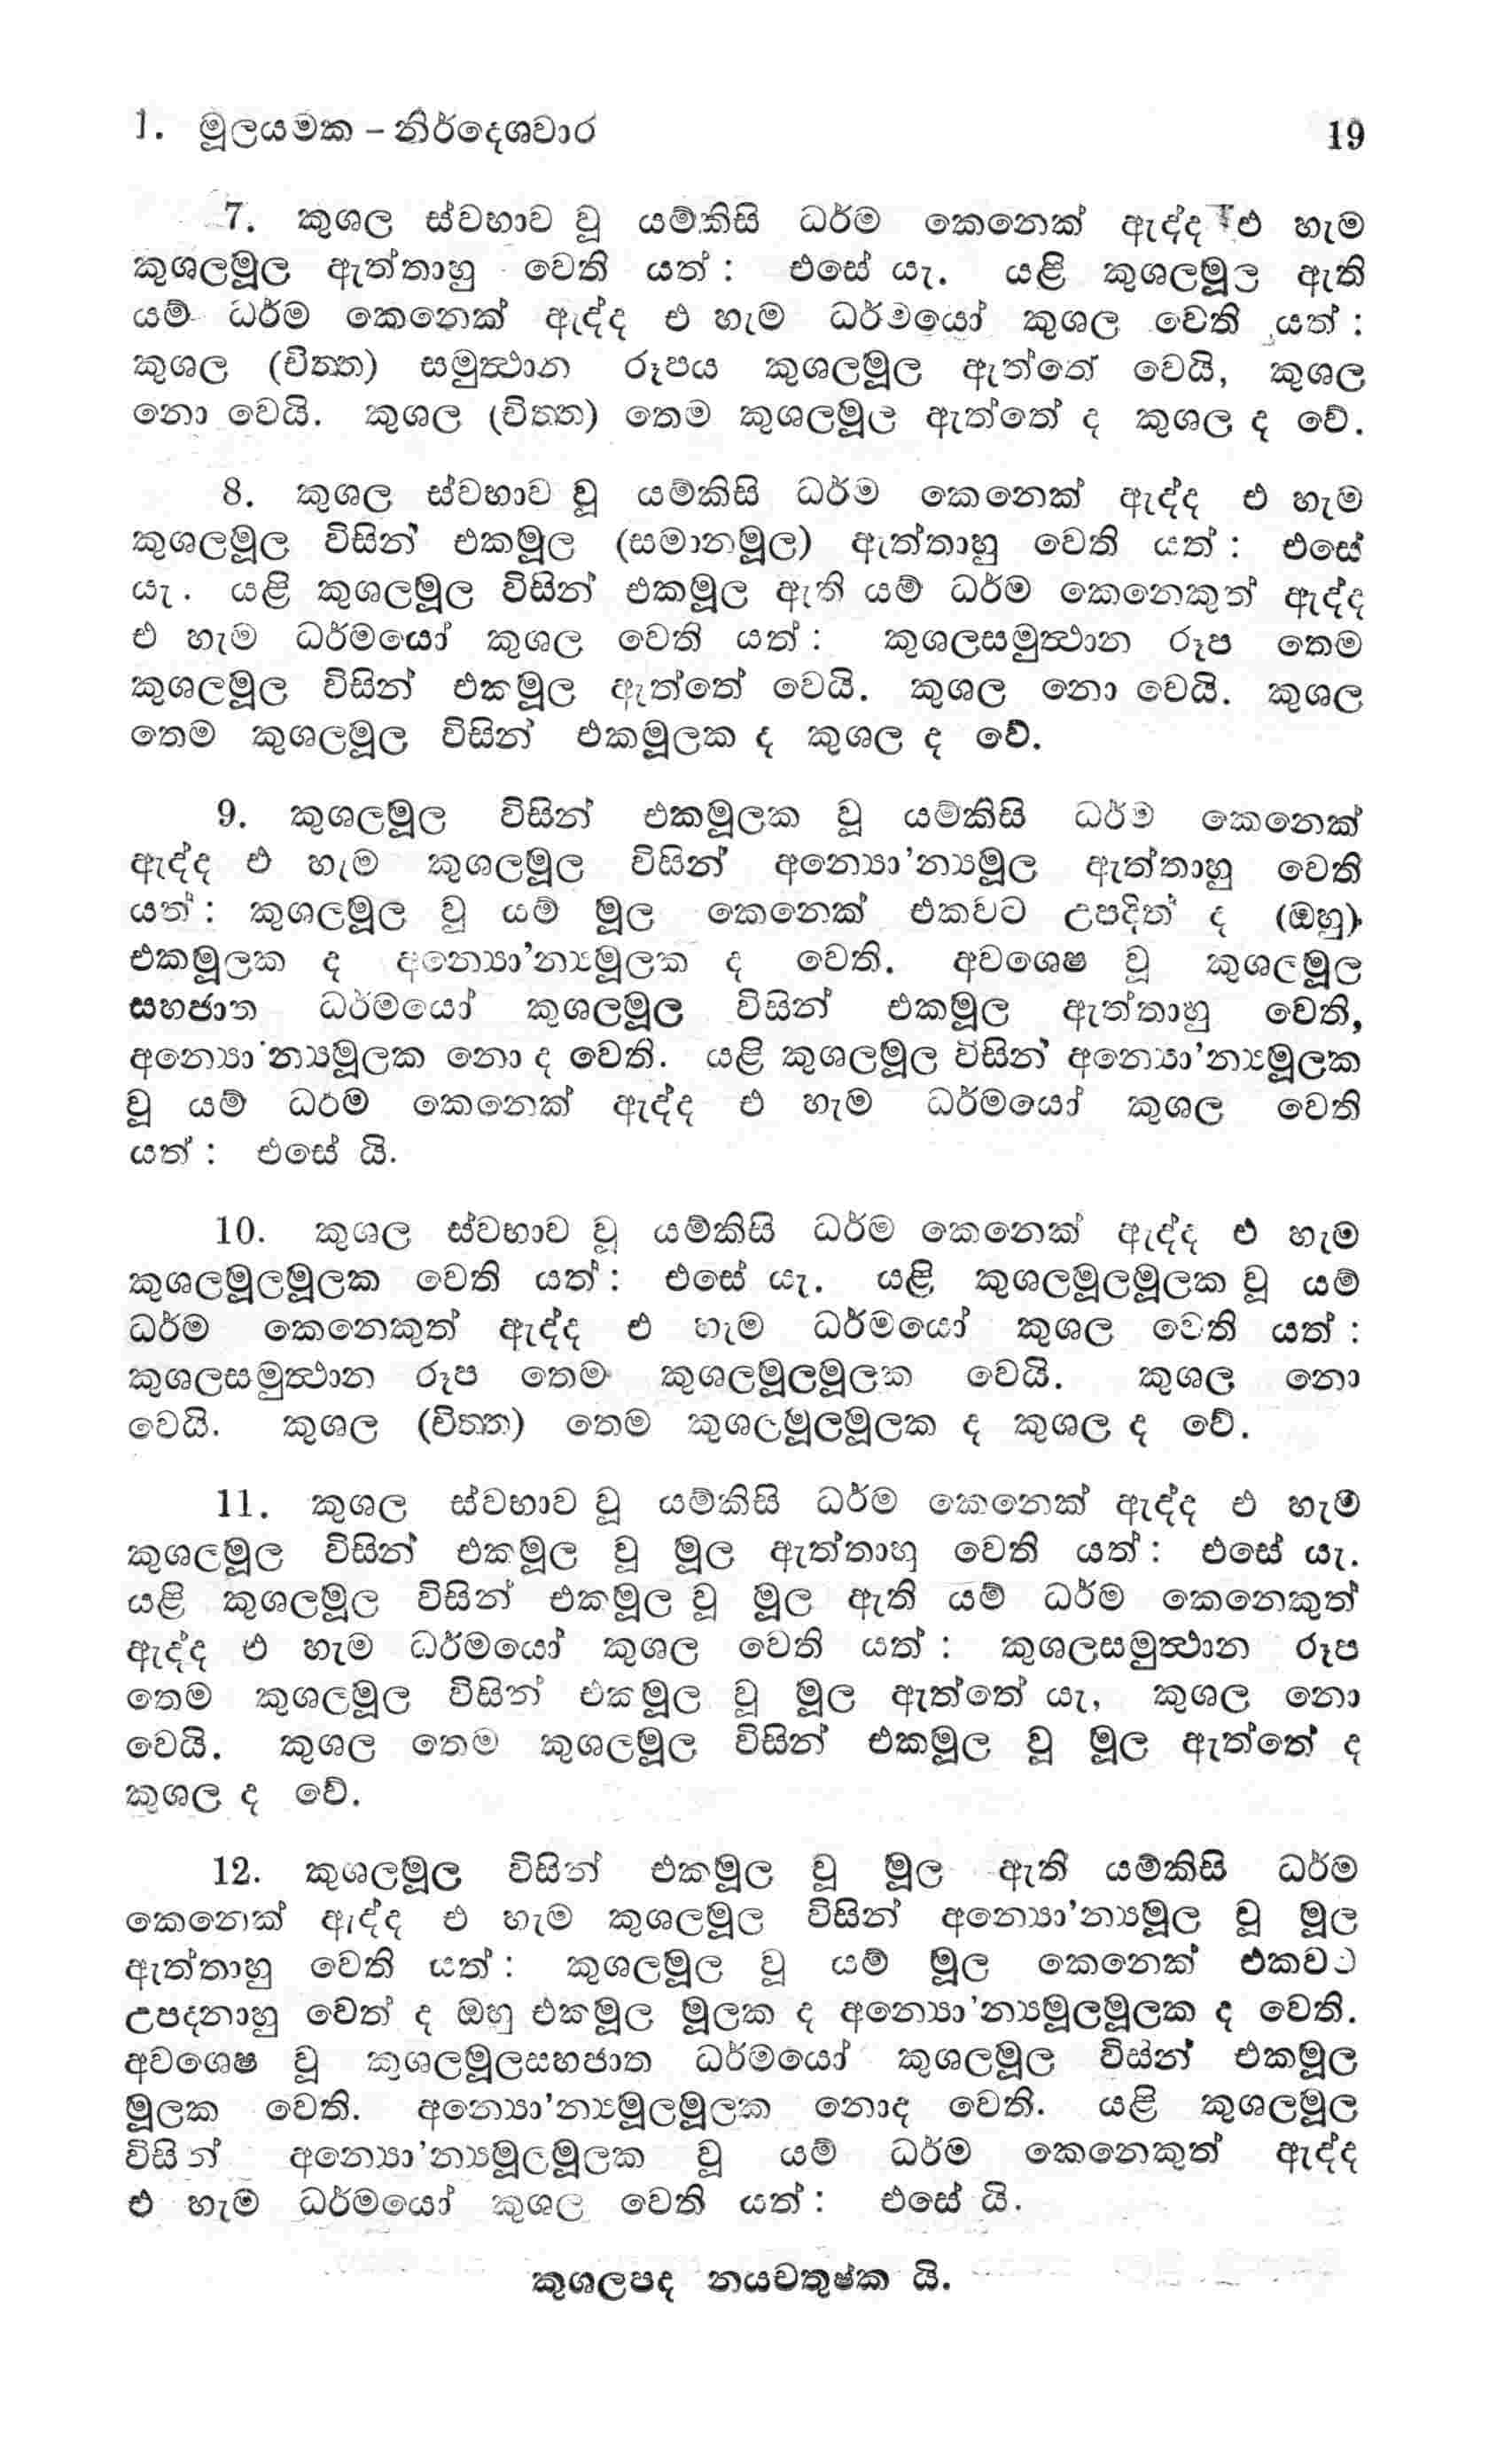 1. මූලයමක – නිර්දෙශවාර 19
7. කුශල ස්වභාව වූ යම්කිසි ධර්ම කෙනෙක් ඇද්ද එ හැම
කුශලමූල ඇත්තාහු වෙති යත් : එසේ යැ. යළි කුශලමූල ඇති
යම් ධර්ම කෙනෙක් ඇද්ද එ හැම ධර්මයෝ කුශල වෙති යත් :
කුශල (චිත්ත) සමුත්ථාන රූපය කුශලමූල ඇත්තේ වෙයි, කුශල
නො වෙයි. කුශල (චිත්ත) තෙම කුශලමූල ඇත්තේ ද කුශල ද වේ.
8. කුශල ස්වභාව වූ යම්කිසි ධර්ම කෙනෙක් ඇද්ද එ හැම
කුශලමූල විසින් එකමූල (සමානමූල) ඇත්තාහු වෙති යත් : එසේ
යැ. යළි කුශලමූල විසින් එකමූල ඇති යම් ධර්ම කෙනෙකුත් ඇද්ද
එ හැම ධර්මයෝ කුශල වෙති යත් : කුශලසමුත්ථාන රූප තෙම
කුශලමූල විසින් එකමූල ඇත්තේ වෙයි. කුශල නො වෙයි. කුශල
තෙම කුශලමූල විසින් එකමූලක ද කුශල ද වේ.
9. කුශලමූල විසින් එකමූලක වූ යම්කිසි ධර්ම කෙනෙක්
ඇද්ද එ හැම කුශලමූල විසින් අන්‍යො’න්‍යමූල ඇත්තාහු වෙති
යත් : කුශලමූල වූ යම් මූල කෙනෙක් එකවට උපදිත් ද (ඔහු)
එකමූලක ද අන්‍යො’න්‍යමූලක ද වෙති. අවශෙෂ වූ කුශලමූල
සහජාත ධර්මයෝ කුශලමූල විසින් එකමූල ඇත්තාහු වෙති,
අන්‍යො’න්‍යමූලක නො ද වෙති. යළි කුශලමූල විසින් අන්‍යො’න්‍යමූලක
වූ යම් ධර්ම කෙනෙක් ඇද්ද එ හැම ධර්මයෝ කුශල වෙති
යත් : එසේ යි.
10. කුශල ස්වභාව වූ යම්කිසි ධර්ම කෙනෙක් ඇද්ද එ හැම
කුශලමූලමූලක වෙති යත් : එසේ යැ. යළි කුශලමූලමූලක වූ යම්
ධර්ම කෙනෙකුත් ඇද්ද එ හැම ධර්මයෝ කුශල වෙති යත් :
කුශලසමුත්ථාන රූප තෙම කුශලමූලමූලක වෙයි. කුශල නො
වෙයි. කුශල (චිත්ත) තෙම කුශලමූලමූලක ද කුශල ද වේ.
11. කුශල ස්වභාව වූ යම්කිසි ධර්ම කෙනෙක් ඇද්ද එ හැම
කුශලමූල විසින් එකමූල වූ මූල ඇත්තාහු වෙති යත් : එසේ යැ.
යළි කුශලමූල විසින් එකමූල වූ මූල ඇති යම් ධර්ම කෙනෙකුත්
ඇද්ද එ හැම ධර්මයෝ කුශල වෙති යත් : කුශලසමුත්ථාන රූප
තෙම කුශලමූල විසින් එකමූල වූ මූල ඇත්තේ යැ, කුශල නො
වෙයි. කුශල තෙම කුශලමූල විසින් එකමූල වූ මූල ඇත්තේ ද
කුශල ද වේ.
12. කුශලමූල විසින් එකමූල වූ මූල ඇති යම්කිසි ධර්ම
කෙනෙක් ඇද්ද එ හැම කුශලමූල විසින් අන්‍යො’න්‍යමූල වූ මූල
ඇත්තාහු වෙති යත් : කුශලමූල වූ යම් මූල කෙනෙක් එකවට
උපදනාහු වෙත් ද ඔහු එකමූල මූලක ද අන්‍යො’න්‍යමූලමූලක ද වෙති.
අවශෙෂ වූ කුශලමූලසහජාත ධර්මයෝ කුශලමූල විසින් එකමූල
මූලක වෙති. අන්‍යො’න්‍යමූලමූලක නොද වෙති. යළි කුශලමූල
විසින් අන්‍යො’න්‍යමූලමූලක වූ යම් ධර්ම කෙනෙකුත් ඇද්ද
එ හැම ධර්මයෝ කුශල වෙති යත් : එසේ යි.
කුශලපද නයචතුෂ්ක යි.